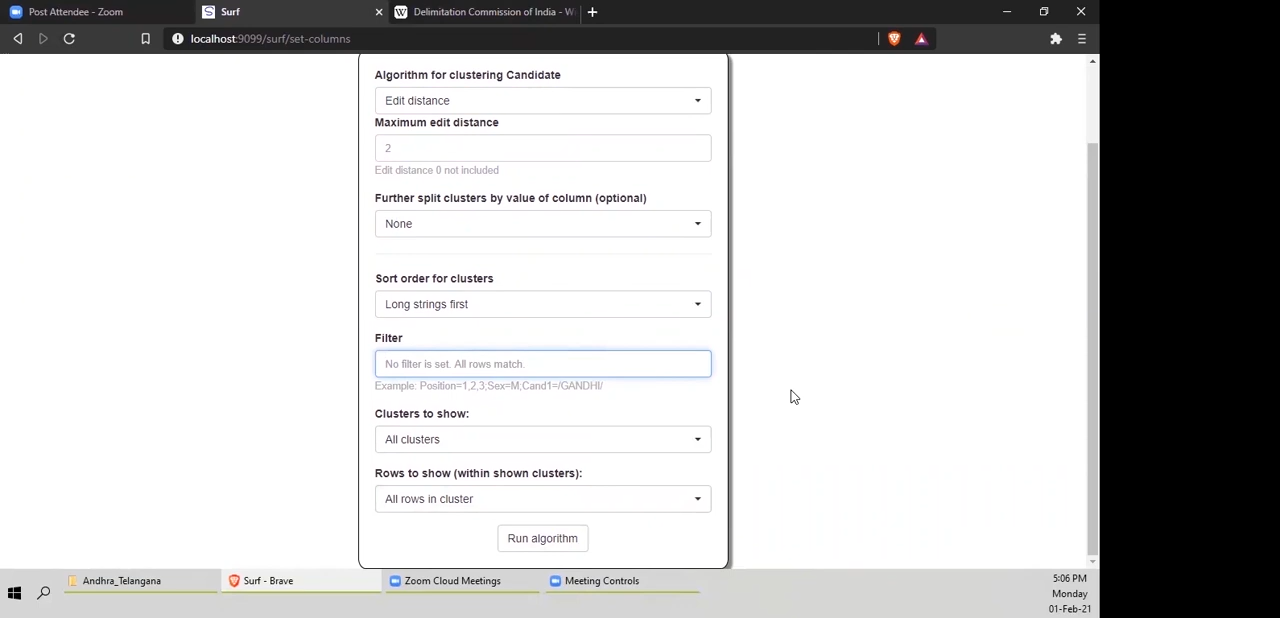 Post Attendee - Zoom
Surf
Delimitation Commission of India - Wi
localhost:9099/surf/set-columns
Algorithm for clustering Candidate
Edit distance
Maximum edit distance
2
Edit distance 0 not included
Further split clusters by value of column (optional)
None
Sort order for clusters
Long strings first
Filter
No filter is set. All rows match.
Example: Position=1,2,3;Sex=M;Cand1=/GANDHI/
Clusters to show:
All clusters
Rows to show (within shown clusters):
All rows in cluster
Run algorithm
Andhra_Telangana
Surf - Brave
Zoom Cloud Meetings
Meeting Controls
5:06 PM
Monday
01-Feb-21